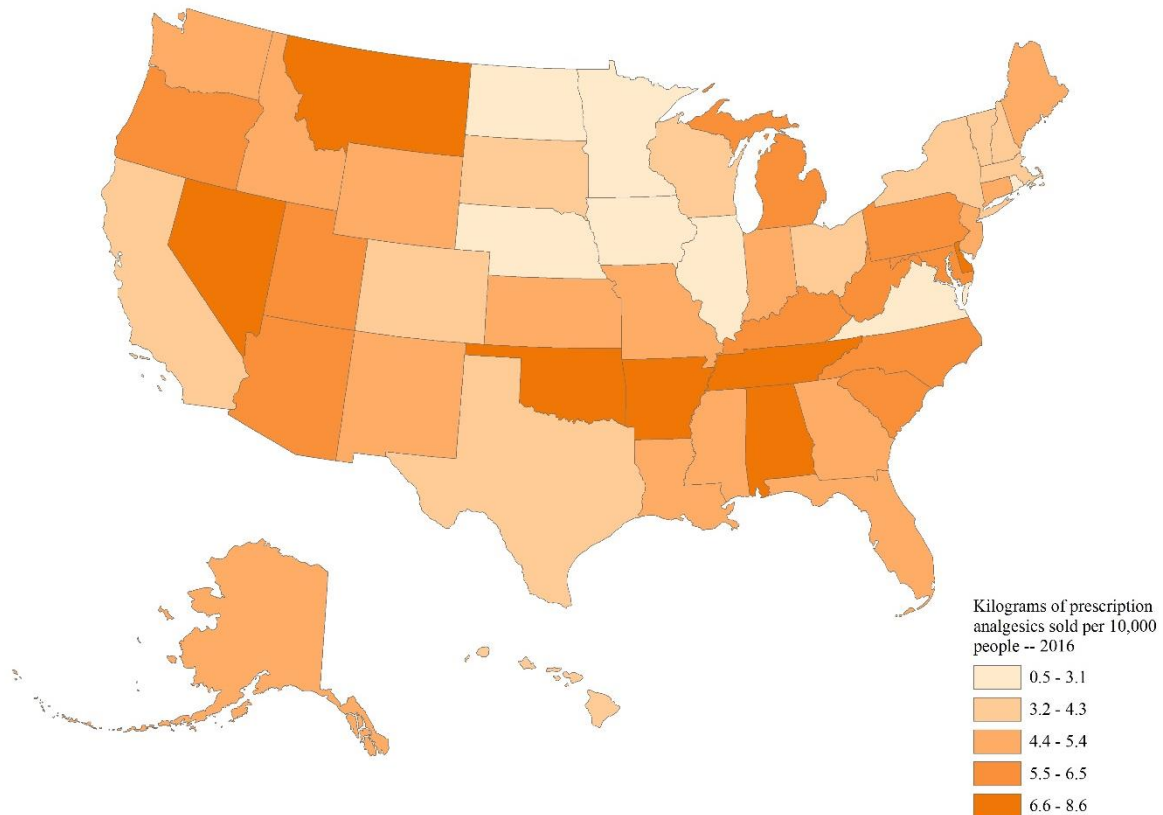 Kilograms of prescription
analgesics sold per 10,000
people -- 2016
0.5 - 3.1
3.2 - 4.3
4.4 - 5.4
5.5 - 6.5
6.6 - 8.6